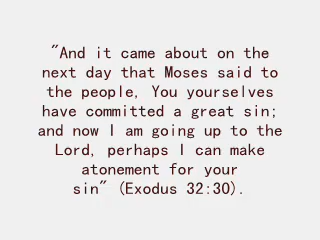 "And it came about on the
next day that Moses said to
the people, You yourselves
have committed a great sin;
and now I am going up to the
Lord, perhaps I can make
atonement for your
sin" (Exodus 32:30).